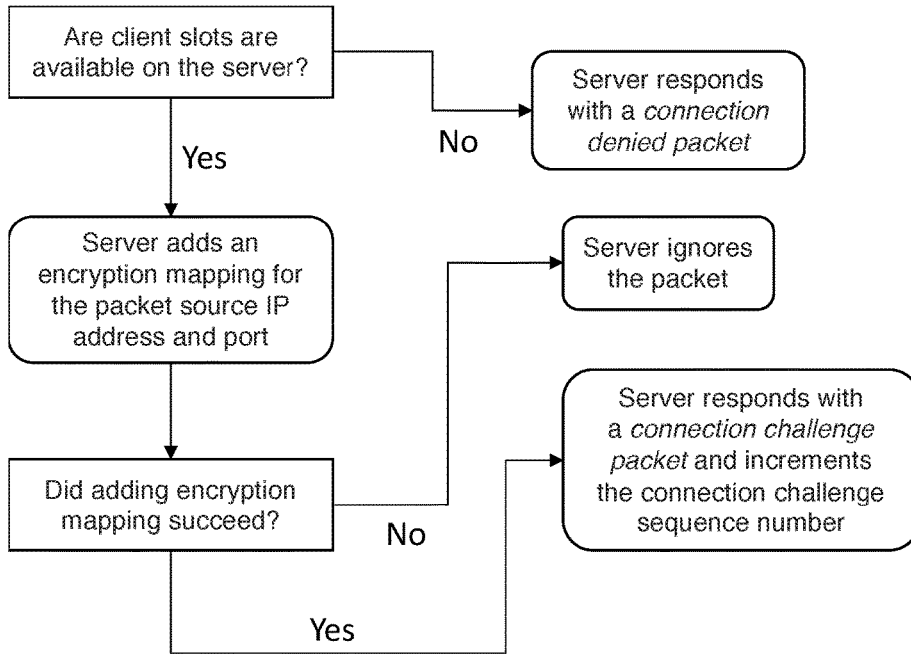 Are client slots are
available on the server?
No
Server responds
with a connection
denied packet
Yes
Server adds an
encryption mapping for
the packet source IP
address and port
Server ignores
the packet
Did adding encryption
mapping succeed?
No
Server responds with
a connection challenge
packet and increments
the connection challenge
sequence number
Yes